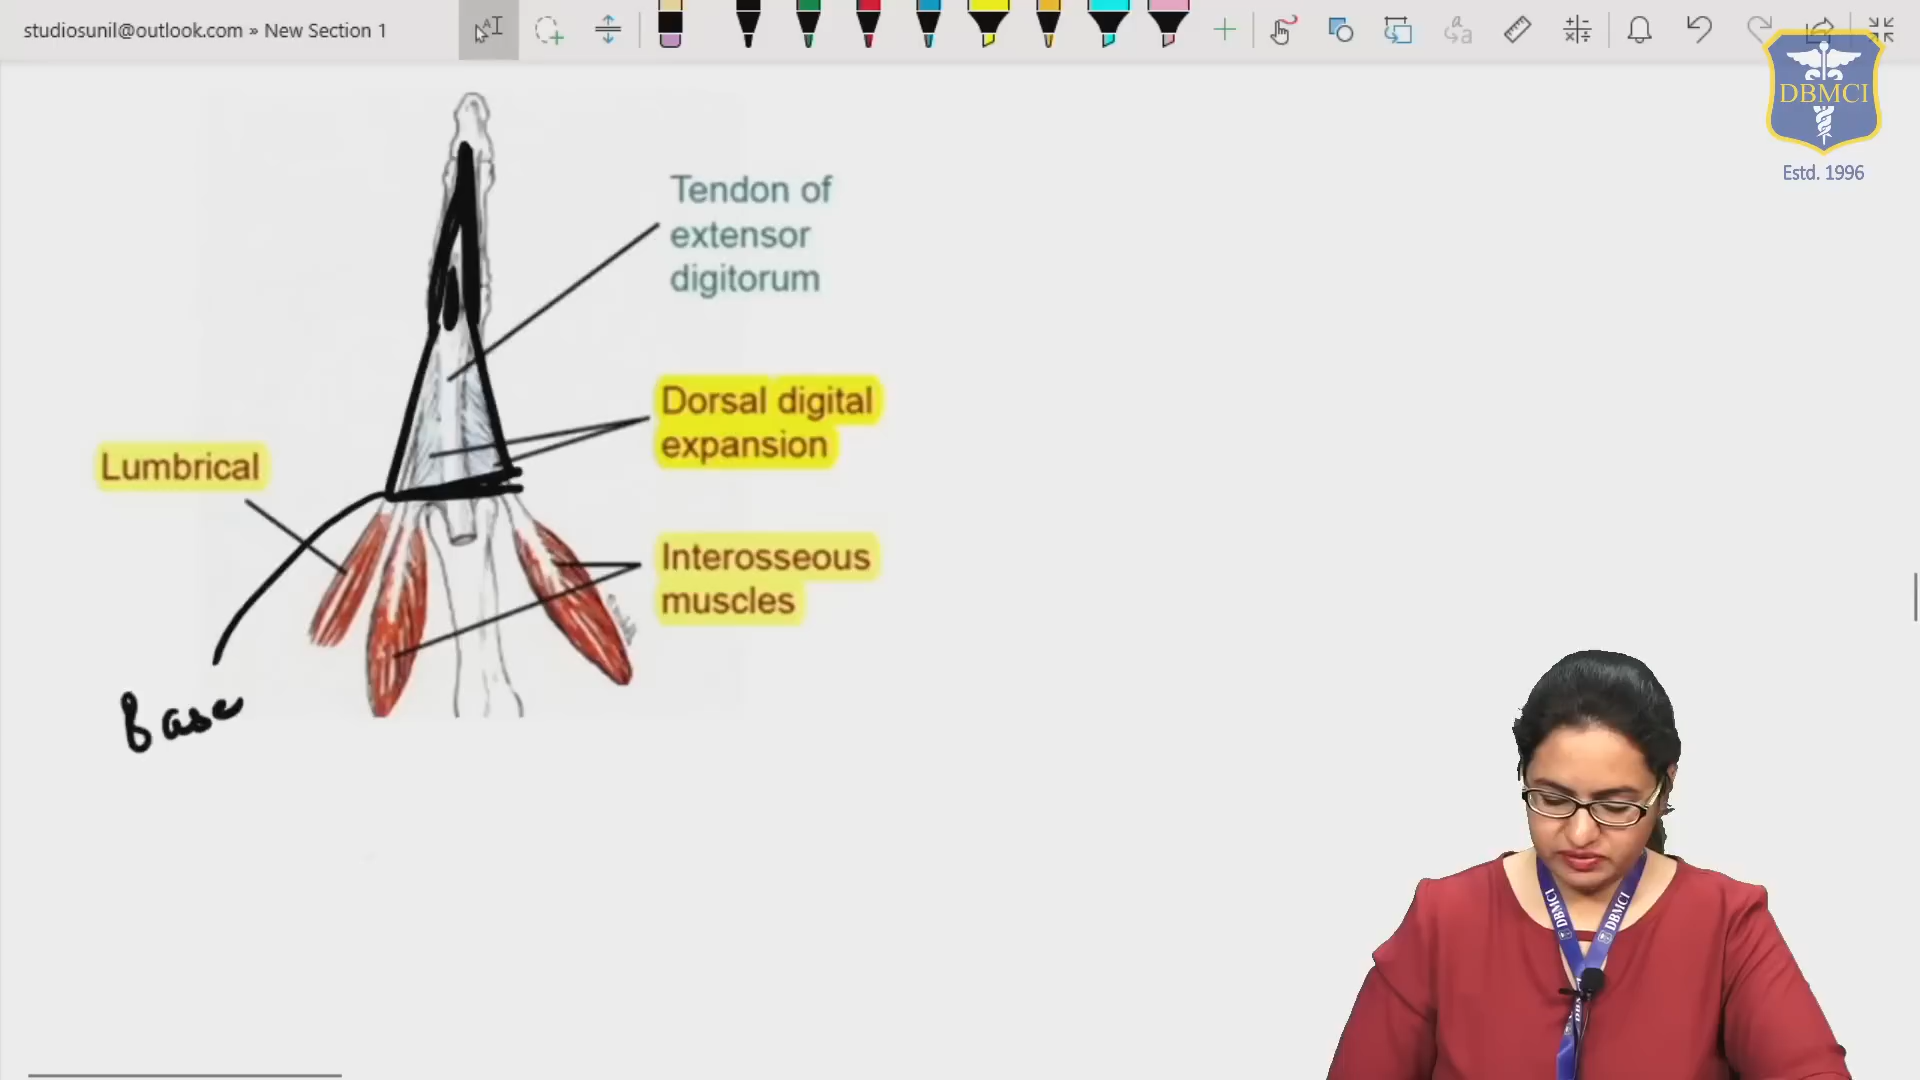 studiosunil@outlook.com » New Section 1
DBMCI
Estd. 1996
Tendon of
extensor
digitorum
Dorsal digital
expansion
Lumbrical
Interosseous
muscles
Base
DBMCI
DBMCI